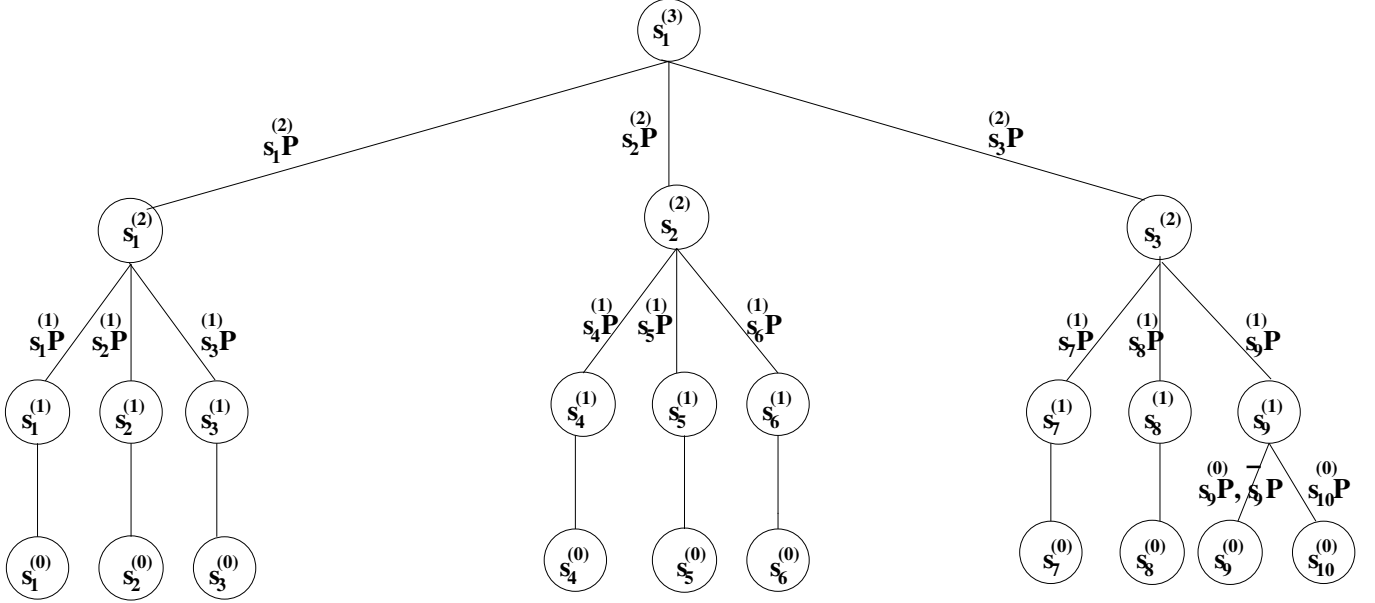 s₁⁽³⁾
s₁⁽²⁾P s₂⁽²⁾P s₃⁽²⁾P
s₁⁽²⁾ s₂⁽²⁾ s₃⁽²⁾
s₁⁽¹⁾P s₂⁽¹⁾P s₃⁽¹⁾P s₄⁽¹⁾P s₅⁽¹⁾P s₆⁽¹⁾P s₇⁽¹⁾P s₈⁽¹⁾P s₉⁽¹⁾P
s₁⁽¹⁾ s₂⁽¹⁾ s₃⁽¹⁾ s₄⁽¹⁾ s₅⁽¹⁾ s₆⁽¹⁾ s₇⁽¹⁾ s₈⁽¹⁾ s₉⁽¹⁾
s₉⁽⁰⁾P, s̄₉P s₁₀⁽⁰⁾P
s₁⁽⁰⁾ s₂⁽⁰⁾ s₃⁽⁰⁾ s₄⁽⁰⁾ s₅⁽⁰⁾ s₆⁽⁰⁾ s₇⁽⁰⁾ s₈⁽⁰⁾ s₉⁽⁰⁾ s₁₀⁽⁰⁾